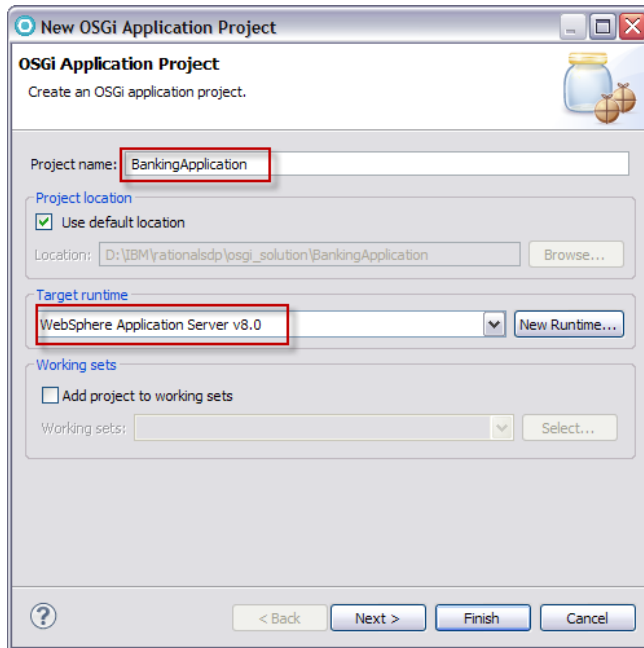 New OSGi Application Project
OSGi Application Project
Create an OSGi application project.
Project name: BankingApplication
Project location
Use default location
Location: D:\IBM\rationalsdp\osgi_solution\BankingApplication Browse...
Target runtime
WebSphere Application Server v8.0 New Runtime...
Working sets
Add project to working sets
Working sets: Select...
? < Back Next > Finish Cancel